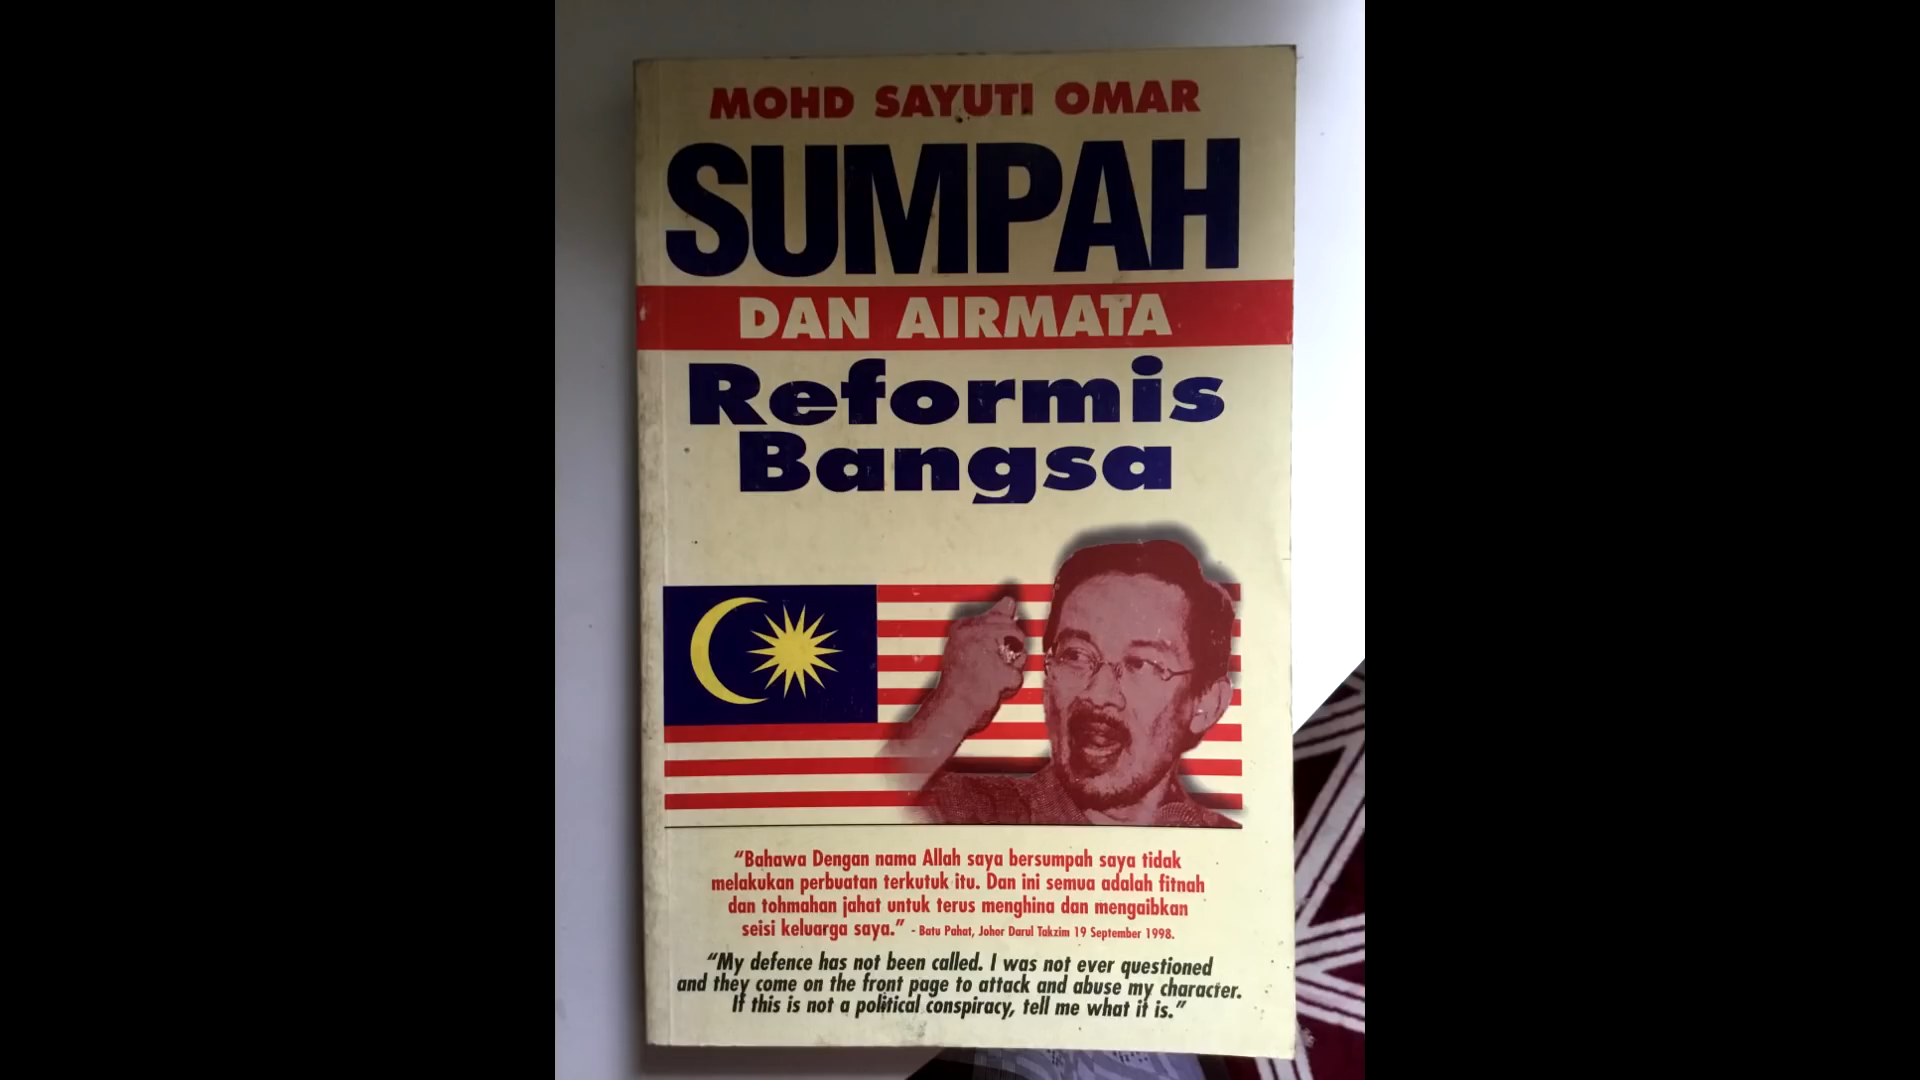 MOHD SAYUTI OMAR
SUMPAH
DAN AIRMATA
Reformis
Bangsa
“Bahawa Dengan nama Allah saya bersumpah saya tidak
melakukan perbuatan terkutuk itu. Dan ini semua adalah fitnah
dan tohmahan jahat untuk terus menghina dan mengaibkan
seisi keluarga saya.” - Batu Pahat, Johor Darul Takzim 19 September 1998.
“My defence has not been called. I was not ever questioned
and they come on the front page to attack and abuse my character.
If this is not a political conspiracy, tell me what it is.”